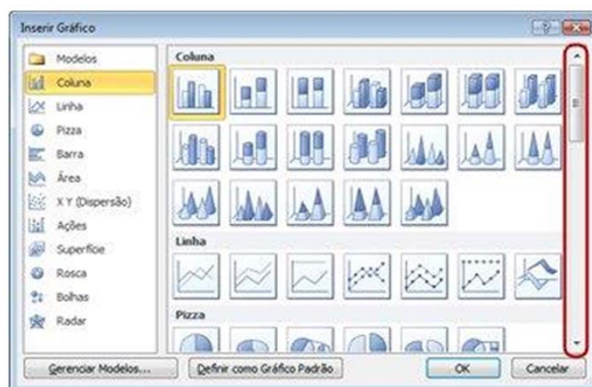 Inserir Gráfico
Modelos
Coluna
Linha
Pizza
Barra
Área
X Y (Dispersão)
Ações
Superfície
Rosca
Bolhas
Radar
Coluna
Linha
Pizza
Gerenciar Modelos...
Definir como Gráfico Padrão
OK
Cancelar